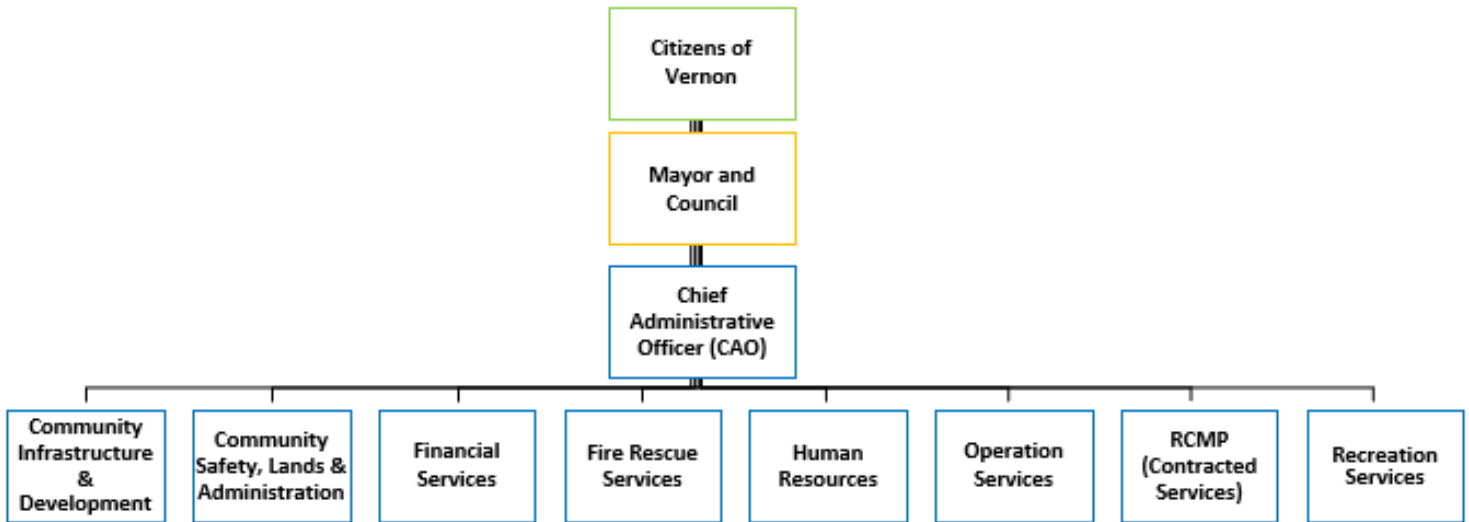 Citizens of
Vernon
Mayor and
Council
Chief
Administrative
Officer (CAO)
Community
Infrastructure
&
Development
Community
Safety, Lands &
Administration
Financial
Services
Fire Rescue
Services
Human
Resources
Operation
Services
RCMP
(Contracted
Services)
Recreation
Services